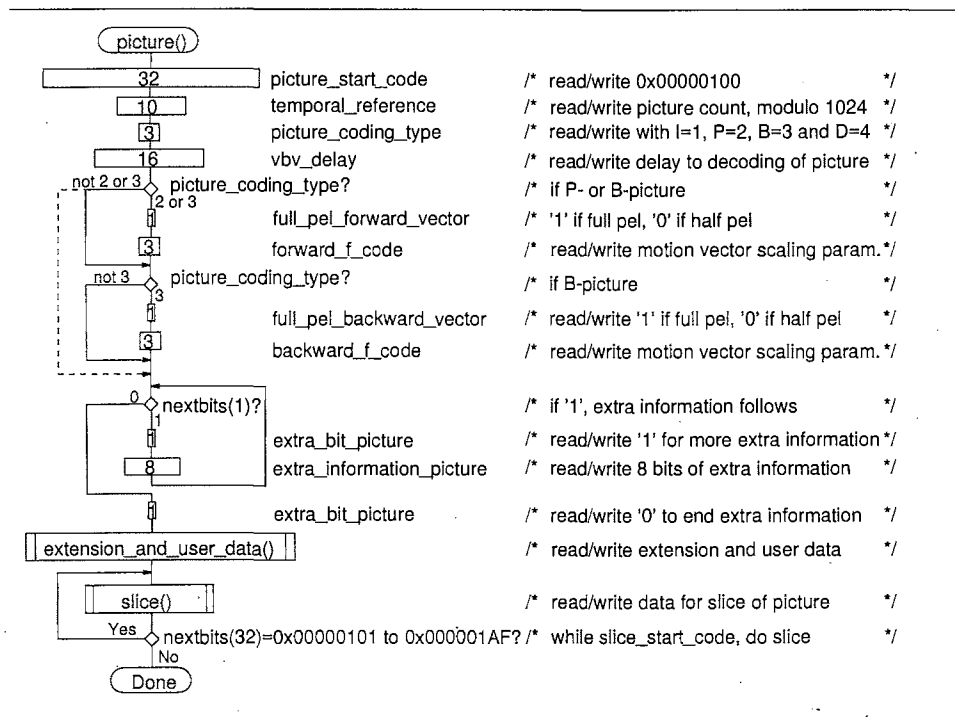 picture()
32 picture_start_code /* read/write 0x00000100 */
10 temporal_reference /* read/write picture count, modulo 1024 */
3 picture_coding_type /* read/write with I=1, P=2, B=3 and D=4 */
16 vbv_delay /* read/write delay to decoding of picture */
not 2 or 3 picture_coding_type? /* if P- or B-picture */
2 or 3
1 full_pel_forward_vector /* '1' if full pel, '0' if half pel */
3 forward_f_code /* read/write motion vector scaling param. */
not 3 picture_coding_type? /* if B-picture */
3
1 full_pel_backward_vector /* read/write '1' if full pel, '0' if half pel */
3 backward_f_code /* read/write motion vector scaling param. */
0 nextbits(1)? /* if '1', extra information follows */
1
1 extra_bit_picture /* read/write '1' for more extra information */
8 extra_information_picture /* read/write 8 bits of extra information */
1 extra_bit_picture /* read/write '0' to end extra information */
extension_and_user_data() /* read/write extension and user data */
slice() /* read/write data for slice of picture */
Yes nextbits(32)=0x00000101 to 0x000001AF? /* while slice_start_code, do slice */
No
Done